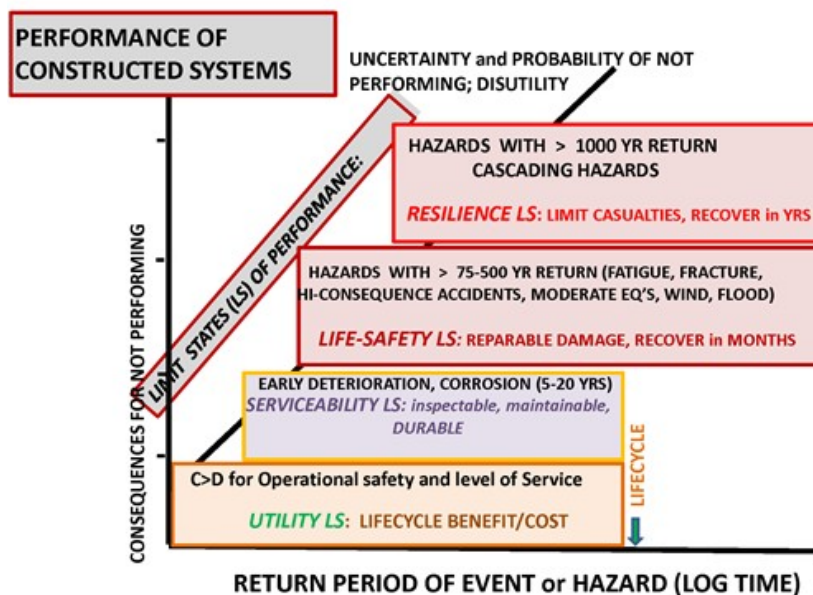 PERFORMANCE OF
CONSTRUCTED SYSTEMS
UNCERTAINTY and PROBABILITY OF NOT
PERFORMING; DISUTILITY
LIMIT STATES (LS) OF PERFORMANCE:
HAZARDS WITH > 1000 YR RETURN
CASCADING HAZARDS
RESILIENCE LS: LIMIT CASUALTIES, RECOVER in YRS
HAZARDS WITH > 75-500 YR RETURN (FATIGUE, FRACTURE,
HI-CONSEQUENCE ACCIDENTS, MODERATE EQ'S, WIND, FLOOD)
LIFE-SAFETY LS: REPARABLE DAMAGE, RECOVER in MONTHS
EARLY DETERIORATION, CORROSION (5-20 YRS)
SERVICEABILITY LS: inspectable, maintainable,
DURABLE
C>D for Operational safety and level of Service
UTILITY LS: LIFECYCLE BENEFIT/COST
LIFECYCLE
CONSEQUENCES FOR NOT PERFORMING
RETURN PERIOD OF EVENT or HAZARD (LOG TIME)